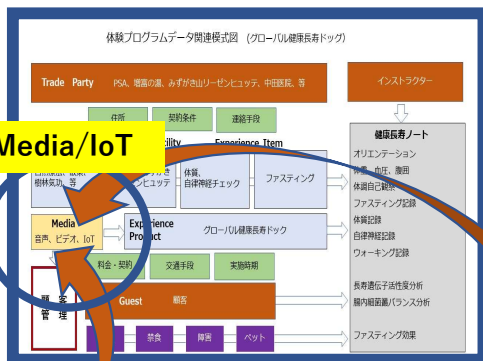 体験プログラムデータ関連模式図 (グローバル健康長寿ドッグ)
Trade Party PSA、増富の湯、みずがき山リーゼンヒュッテ、中田医院、等
インストラクター
住所
契約条件
連絡手段
Media/IoT
Experience Item
健康長寿ノート
オリエンテーション
樹林気功、等
ンヒュッテ
体質、
自律神経チェック
ファスティング
体重、血圧、腹囲
体調自己観察
ファスティング記録
体質記録
自律神経記録
ウォーキング記録
Media
音声、ビデオ、IoT
Experience
Product
グローバル健康長寿ドック
料金・契約
交通手段
実施時期
長寿遺伝子活性度分析
腸内細菌叢バランス分析
顧客
管理
Guest 顧客
禁食
障害
ペット
ファスティング効果